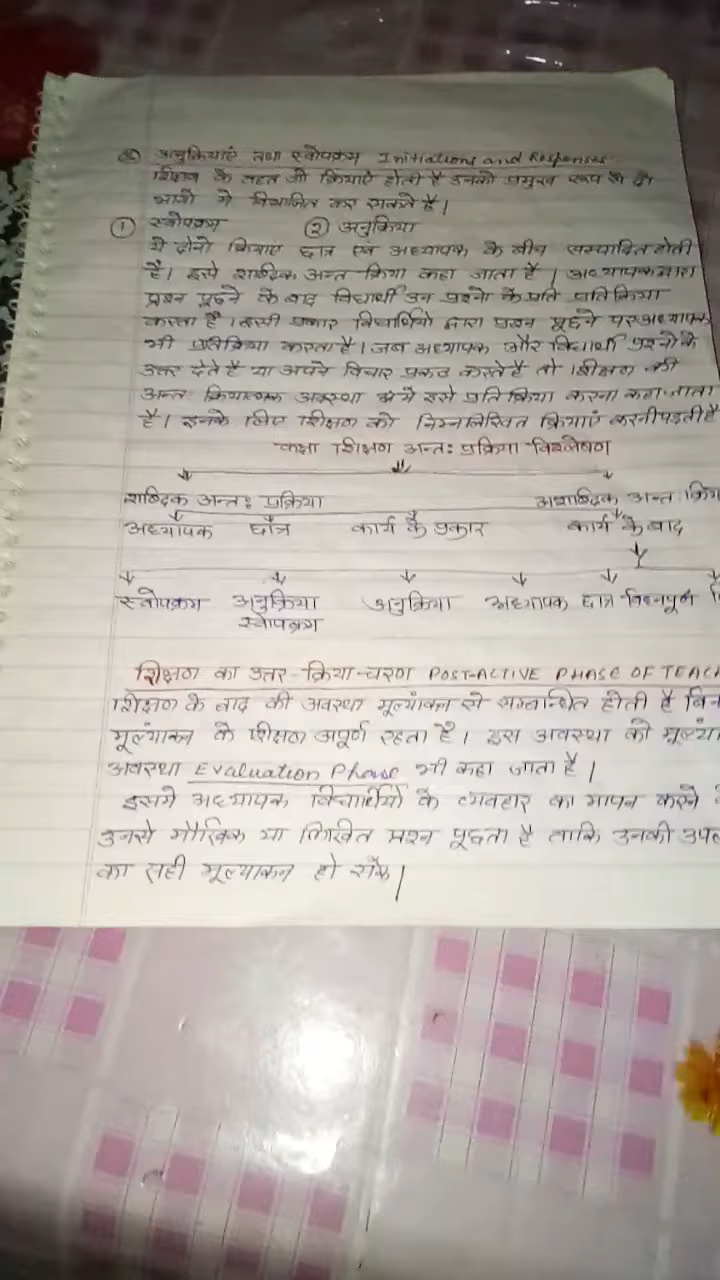 अनुक्रियाएं तथा स्वोपक्रम Initiations and Responses
शिक्षण के तहत जो क्रियाएं होती है उनको प्रमुख रूप से दो
भागो मे विभाजित कर सकते है।
① स्वोपक्रम ② अनुक्रिया
ये दोनो क्रियाएं छात्र एवं अध्यापक के बीच सम्पादित होती
है। इसे शाब्दिक अन्त क्रिया कहा जाता है। अध्यापक द्वारा
प्रश्न पूछने के बाद विद्यार्थी उन प्रश्नो के प्रति प्रतिक्रिया
करता है। इसी प्रकार विद्यार्थियो द्वारा प्रश्न पूछने पर अध्यापक
भी प्रतिक्रिया करता है। जब अध्यापक और विद्यार्थी प्रश्नो के
उत्तर देते है या अपने विचार प्रकट करते है तो शिक्षण की
अन्तः क्रियात्मक अवस्था मे इसे प्रतिक्रिया करना कहा जाता
है। इनके लिए शिक्षण को निम्नलिखित क्रियाएं करनी पड़ती है
कक्षा शिक्षण अन्तः प्रक्रिया विश्लेषण
शाब्दिक अन्तः प्रक्रिया अशाब्दिक अन्त क्रिय
अध्यापक छात्र कार्य के प्रकार कार्य के बाद
स्वोपक्रम अनुक्रिया अनुक्रिया अध्यापक छात्र विघ्नपूर्ण
स्वोपक्रम
शिक्षण का उत्तर-क्रिया-चरण POST-ACTIVE PHASE OF TEAC
शिक्षण के बाद की अवस्था मूल्यांकन से सम्बन्धित होती है बिन
मूल्यांकन के शिक्षण अपूर्ण रहता है। इस अवस्था को मूल्यां
अवस्था Evaluation Phase भी कहा जाता है।
इसमे अध्यापक विद्यार्थियो के व्यवहार का मापन करने
उनसे मौखिक या लिखित प्रश्न पूछता है ताकि उनकी उपल
का सही मूल्याकन हो सके।